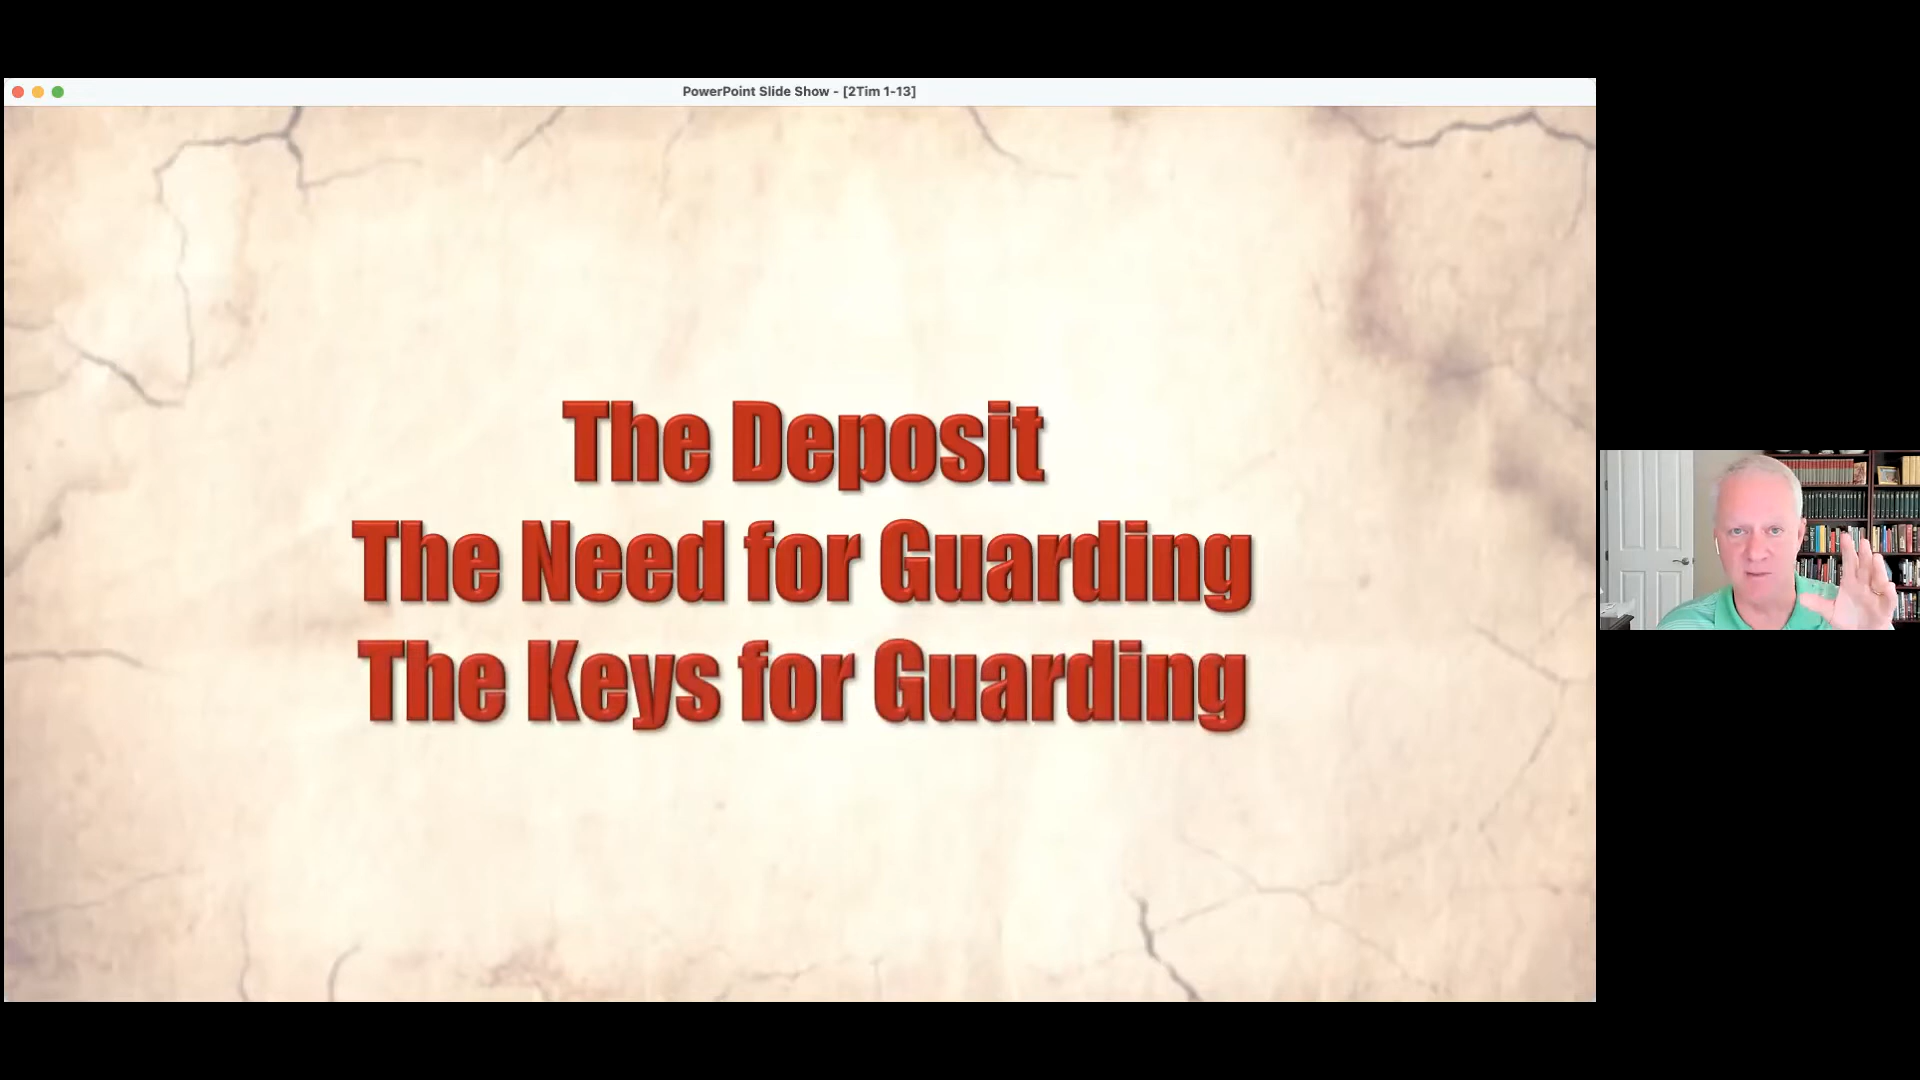 PowerPoint Slide Show - [2Tim 1-13]
The Deposit
The Need for Guarding
The Keys for Guarding